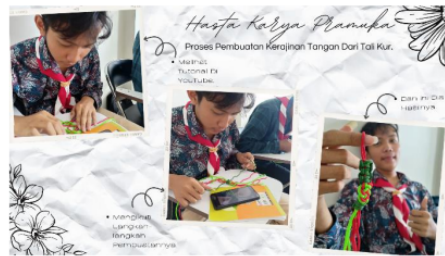 Hasta Karya Pramuka
Proses Pembuatan Kerajinan Tangan Dari Tali Kur.
• Melihat
Tutorial Di
YouTube.
Dan Ini Dia
Hasilnya.
• Mengikuti
Langkah
langkah
Pembuatannya